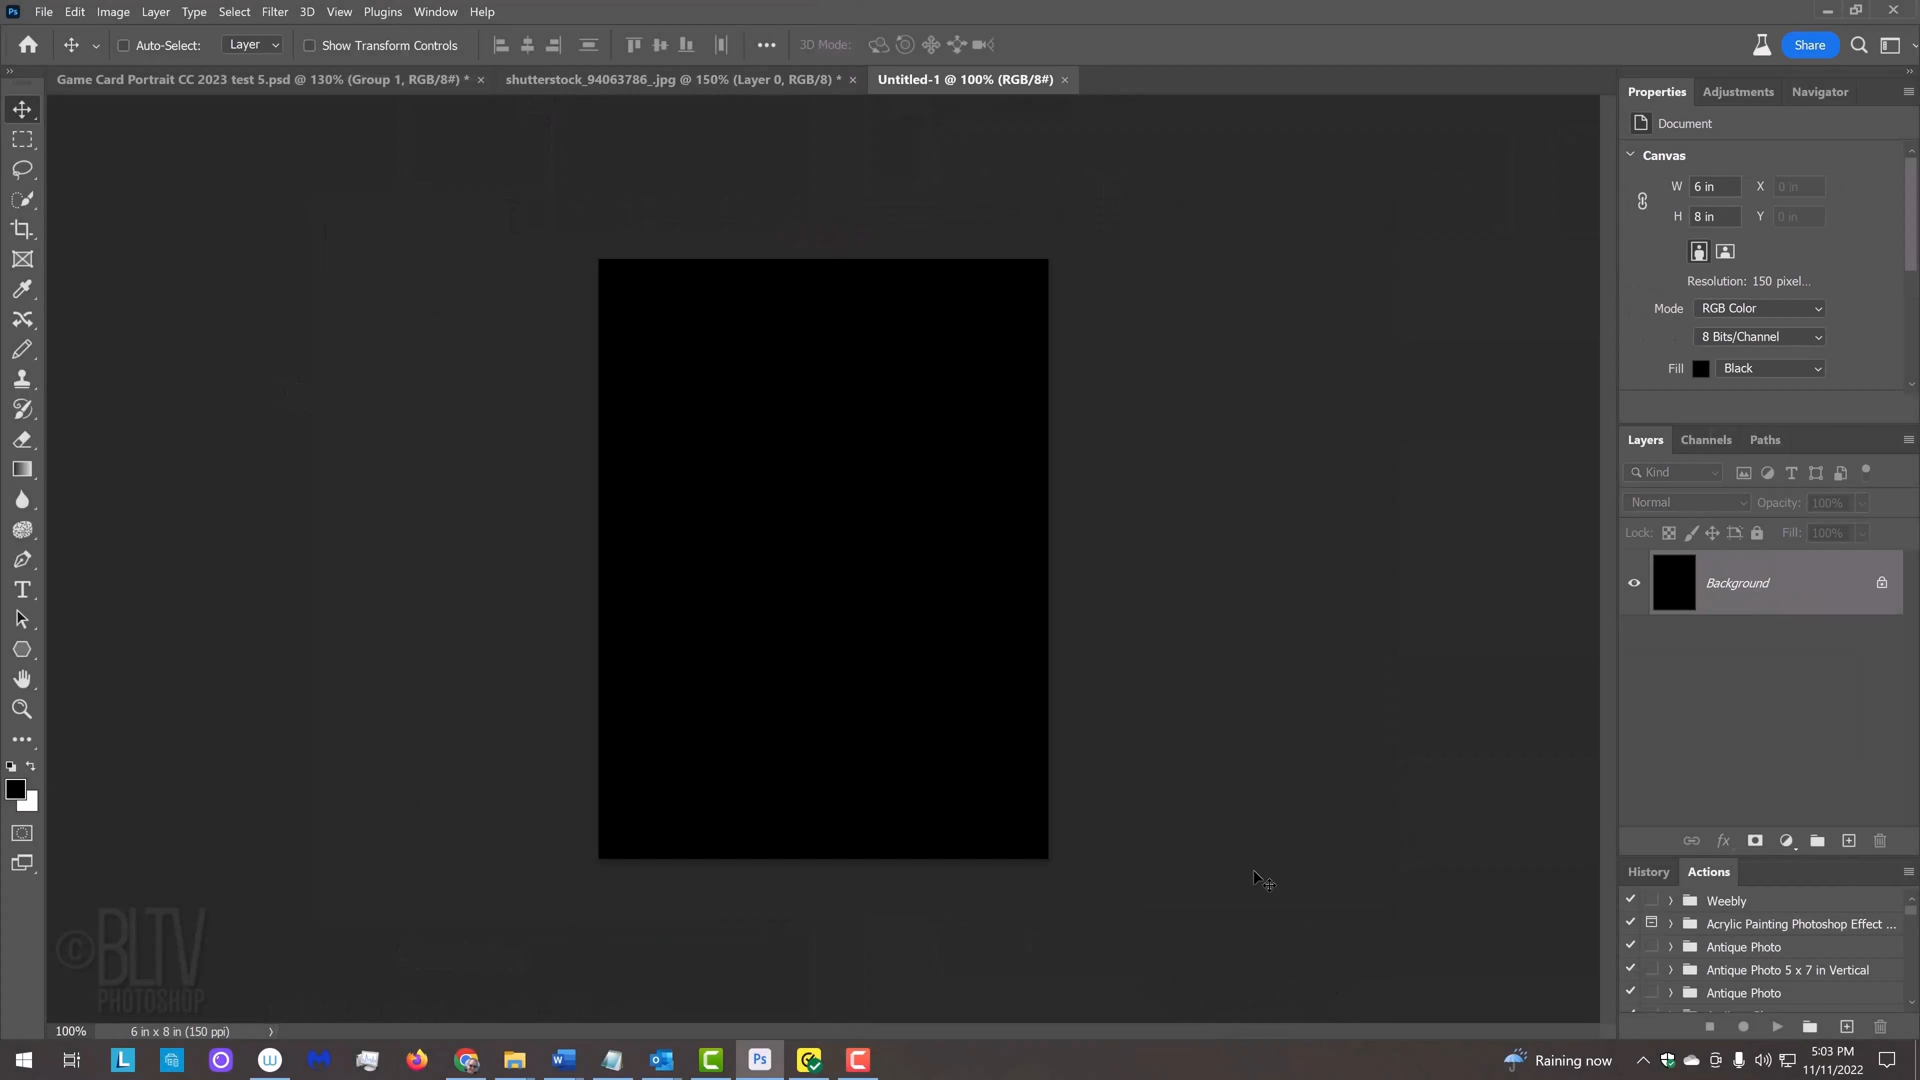 Ps File Edit Image Layer Type Select Filter 3D View Plugins Window Help
Auto-Select: Layer Show Transform Controls 3D Mode: Share
Game Card Portrait CC 2023 test 5.psd @ 130% (Group 1, RGB/8#) * × shutterstock_94063786_.jpg @ 150% (Layer 0, RGB/8) * × Untitled-1 @ 100% (RGB/8#) ×
Properties Adjustments Navigator
Document
Canvas
W 6 in X 0 in
H 8 in Y 0 in
Resolution: 150 pixel...
Mode RGB Color
8 Bits/Channel
Fill Black
Layers Channels Paths
Kind
Normal Opacity: 100%
Lock: Fill: 100%
Background
fx
History Actions
Weebly
Acrylic Painting Photoshop Effect ...
Antique Photo
Antique Photo 5 x 7 in Vertical
Antique Photo
© BLTV
PHOTOSHOP
100% 6 in x 8 in (150 ppi)
Raining now
5:03 PM
11/11/2022